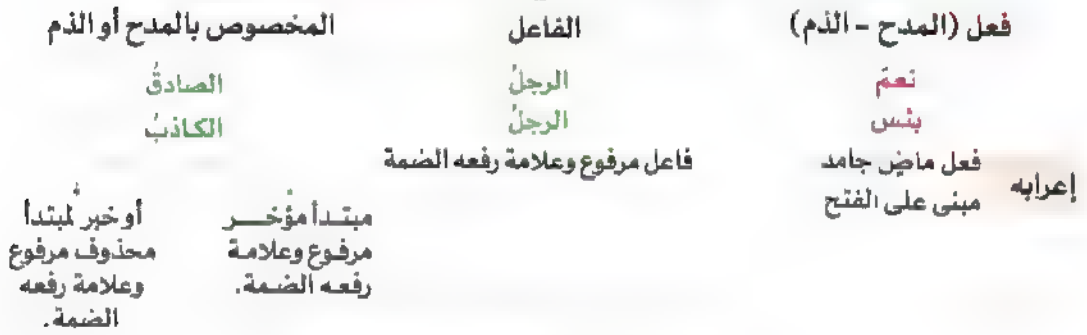 فعل (المدح - الذم) الفاعل المخصوص بالمدح أو الذم
نعمَ الرجلُ الصادقُ
بئس الرجلُ الكاذبُ
إعرابه فعل ماضٍ جامد مبنى على الفتح
فاعل مرفوع وعلامة رفعه الضمة
مبتدأ مؤخر
مرفوع وعلامة
رفعه الضمة.
أو خبر لمبتدأ
محذوف مرفوع
وعلامة رفعه
الضمة.